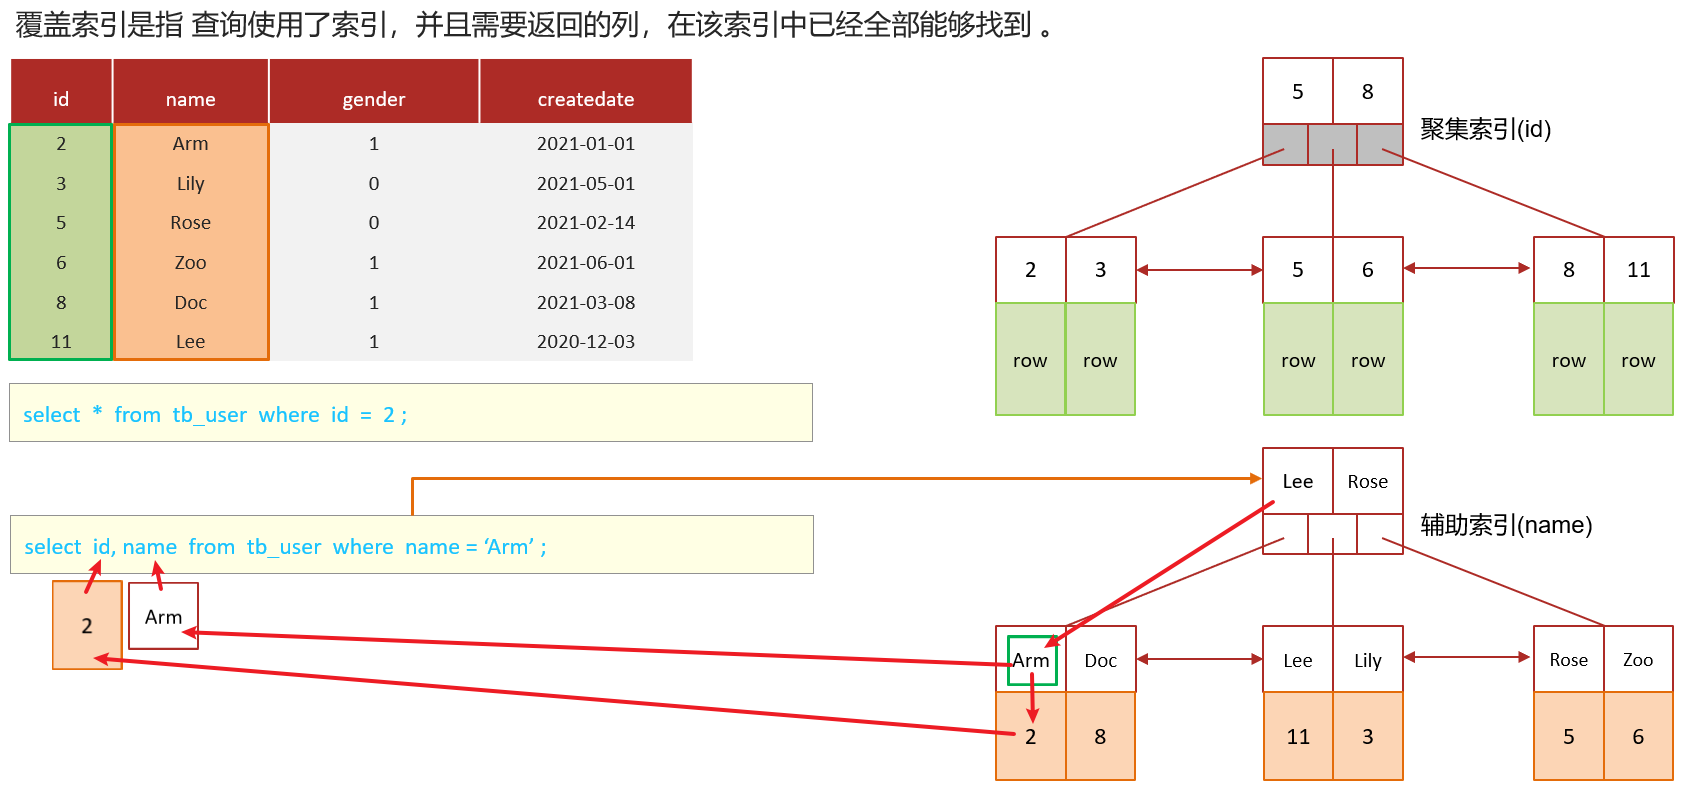 覆盖索引是指 查询使用了索引，并且需要返回的列，在该索引中已经全部能够找到 。
id name gender createdate
2 Arm 1 2021-01-01
3 Lily 0 2021-05-01
5 Rose 0 2021-02-14
6 Zoo 1 2021-06-01
8 Doc 1 2021-03-08
11 Lee 1 2020-12-03
5 8
聚集索引(id)
2 3 5 6 8 11
row row row row row row
select * from tb_user where id = 2 ;
select id, name from tb_user where name = ‘Arm’ ;
2 Arm
Lee Rose
辅助索引(name)
Arm Doc Lee Lily Rose Zoo
2 8 11 3 5 6